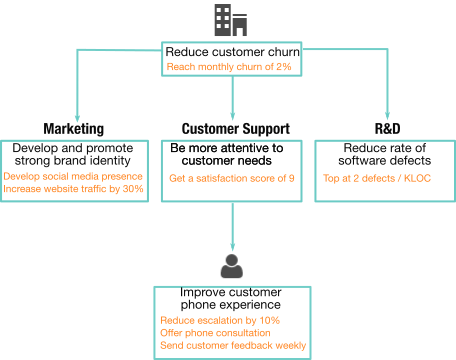 Reduce customer churn
Reach monthly churn of 2%
Marketing
Develop and promote
strong brand identity
Develop social media presence
Increase website traffic by 30%
Customer Support
Be more attentive to
customer needs
Get a satisfaction score of 9
R&D
Reduce rate of
software defects
Top at 2 defects / KLOC
Improve customer
phone experience
Reduce escalation by 10%
Offer phone consultation
Send customer feedback weekly